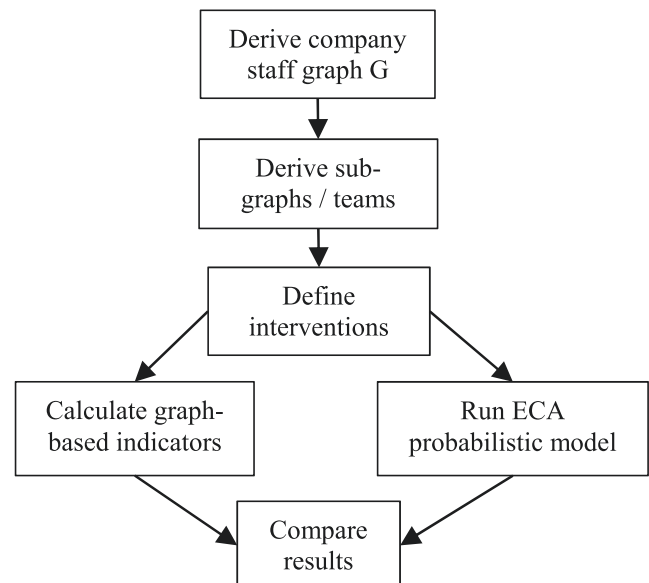 Derive company
staff graph G
Derive sub-
graphs / teams
Define
interventions
Calculate graph-
based indicators
Run ECA
probabilistic model
Compare
results